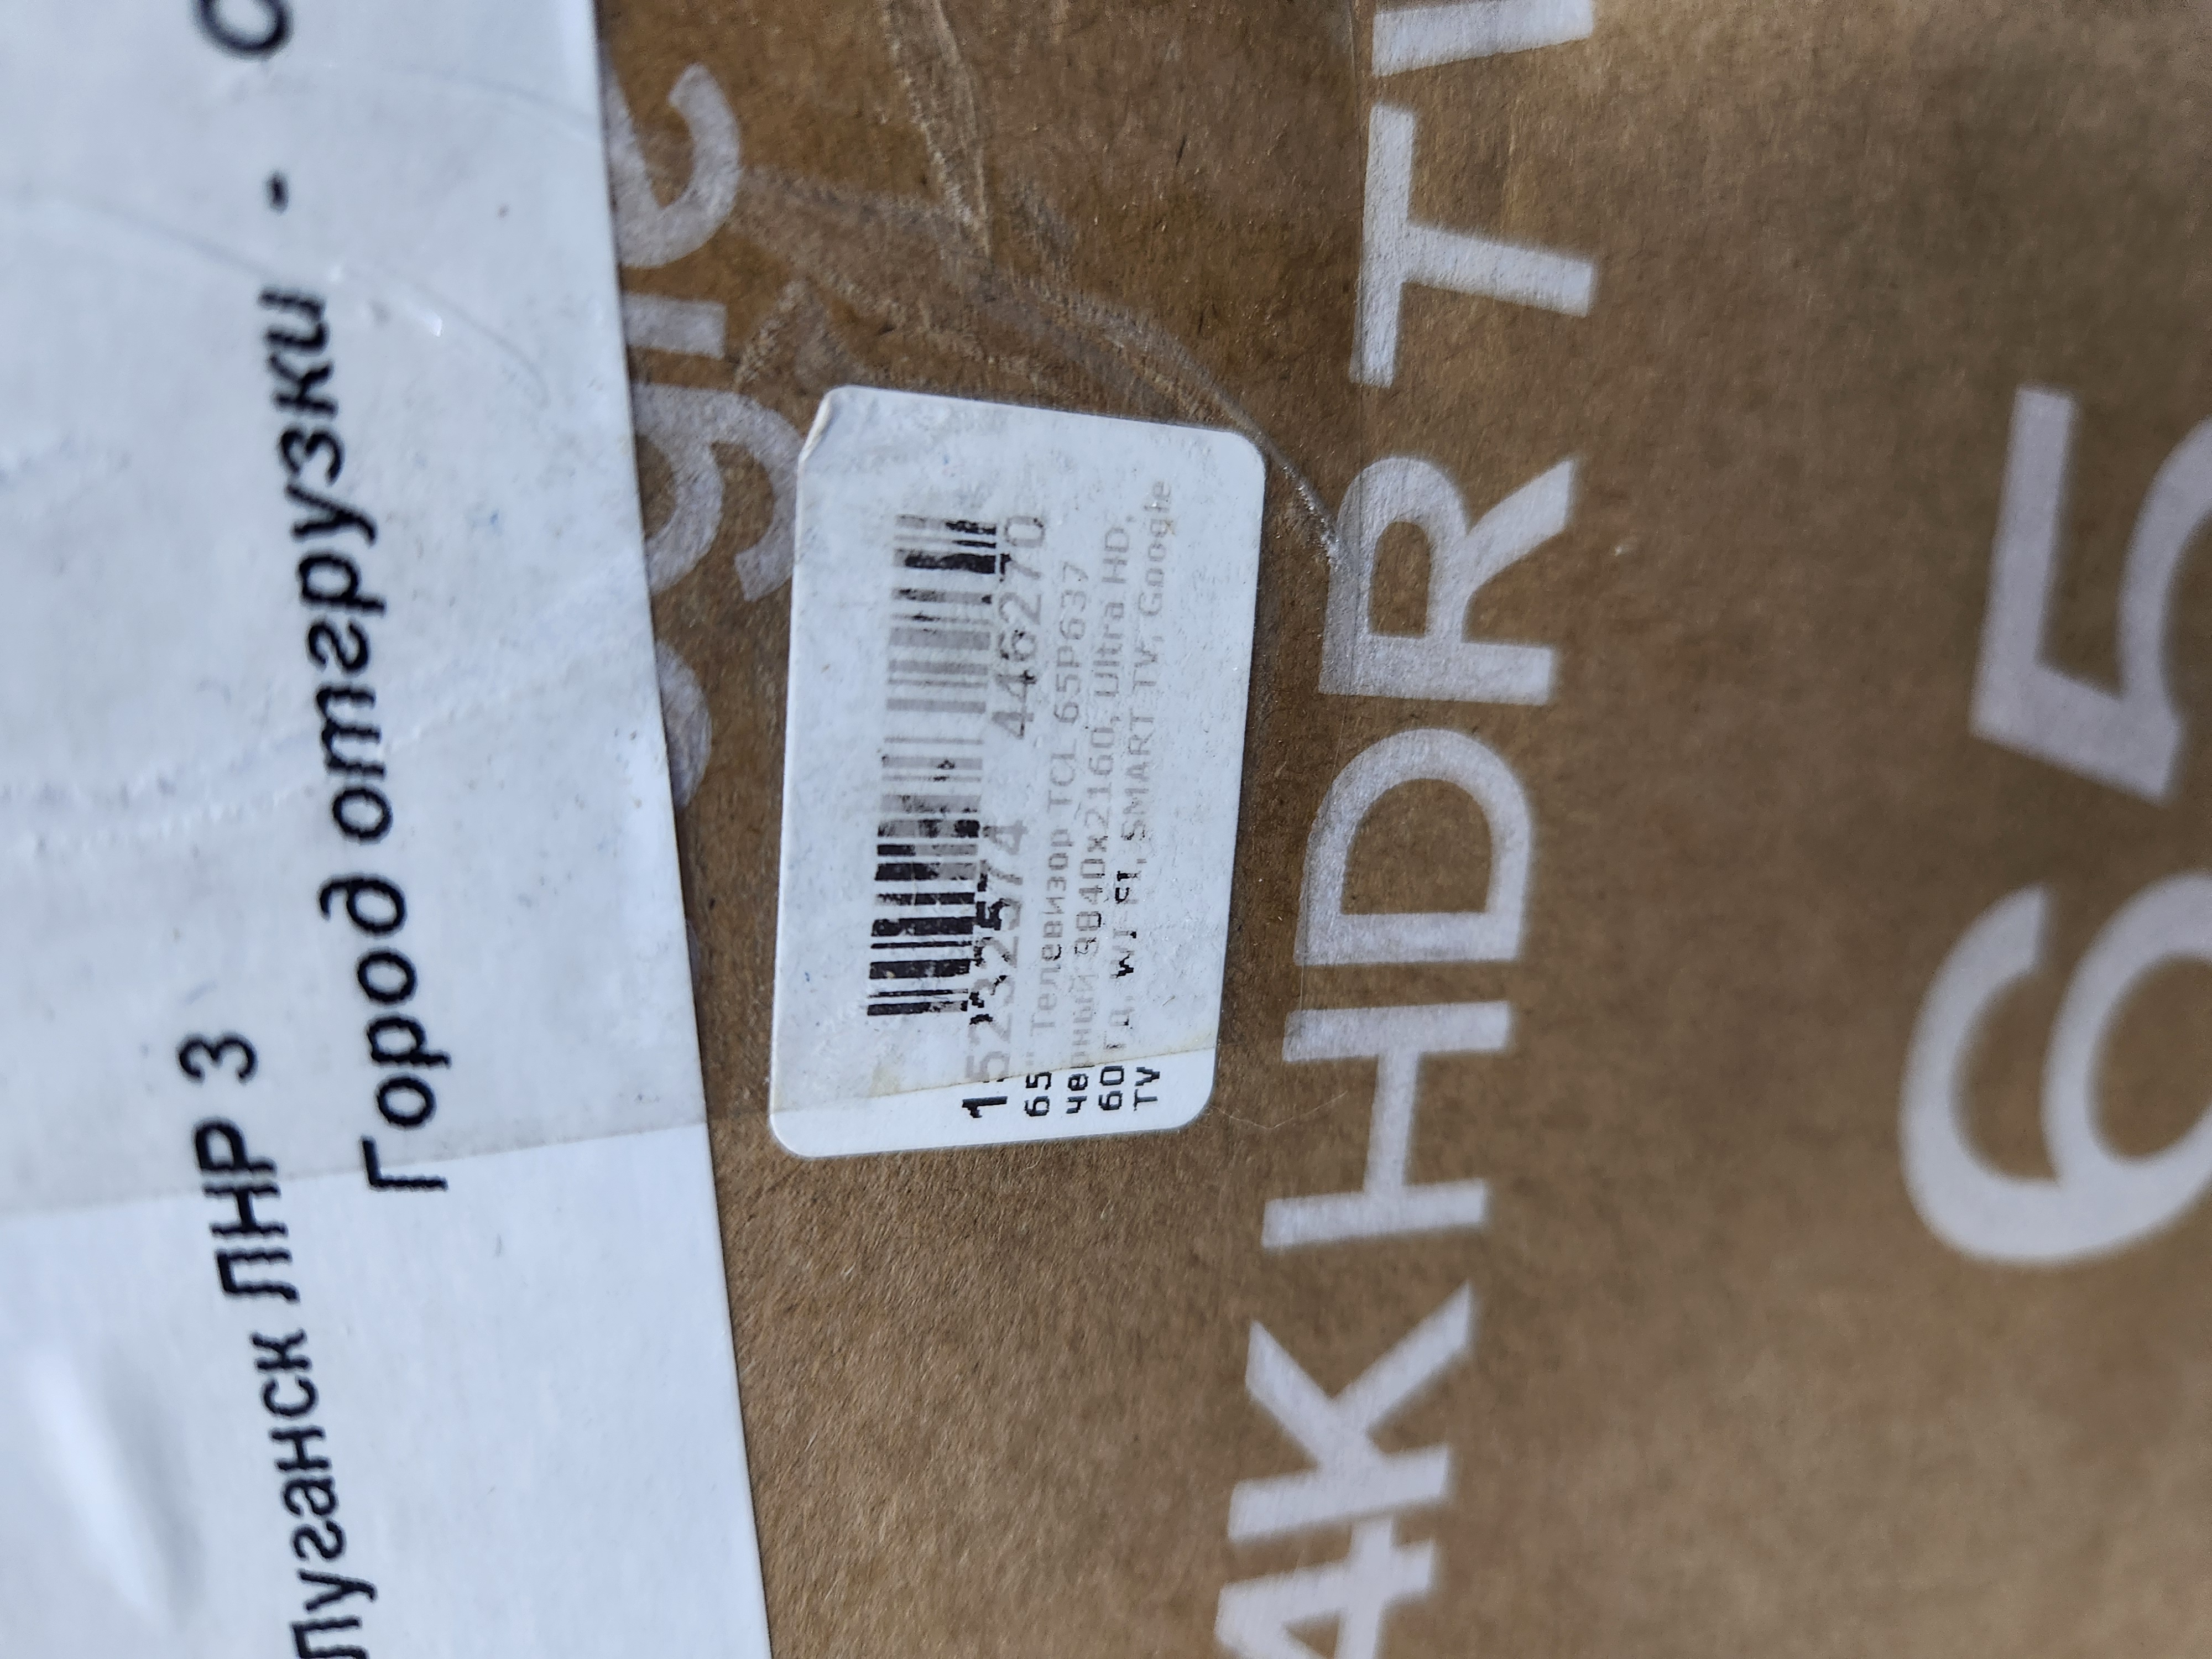 Луганск ЛНР 3
Город отгрузки -
15232574 446270
65" Телевизор TCL 65P637
черный 3840x2160, Ultra HD,
60 Гц, WI-FI, SMART TV, Google
TV
4K HDR TV
65